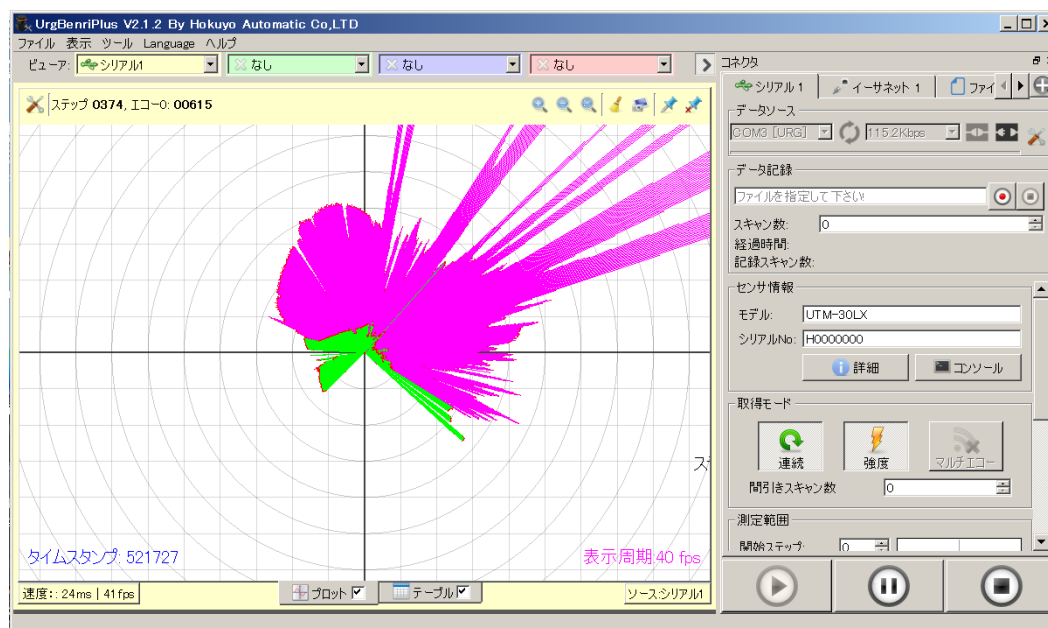 UrgBenriPlus V2.1.2 By Hokuyo Automatic Co,LTD
ファイル 表示 ツール Language ヘルプ
ビューア: シリアル1 なし なし なし
ステップ 0374, エコー0: 00615
タイムスタンプ: 521727
表示周期:40 fps
速度:: 24ms | 41 fps
プロット
テーブル
ソース:シリアル1
コネクタ
シリアル 1 イーサネット 1 ファイ
データソース
COM3 [URG] 115.2Kbps
データ記録
ファイルを指定して下さい!
スキャン数: 0
経過時間:
記録スキャン数:
センサ情報
モデル: UTM-30LX
シリアルNo: H0000000
詳細 コンソール
取得モード
連続 強度 マルチエコー
間引きスキャン数 0
測定範囲
開始ステップ: 0